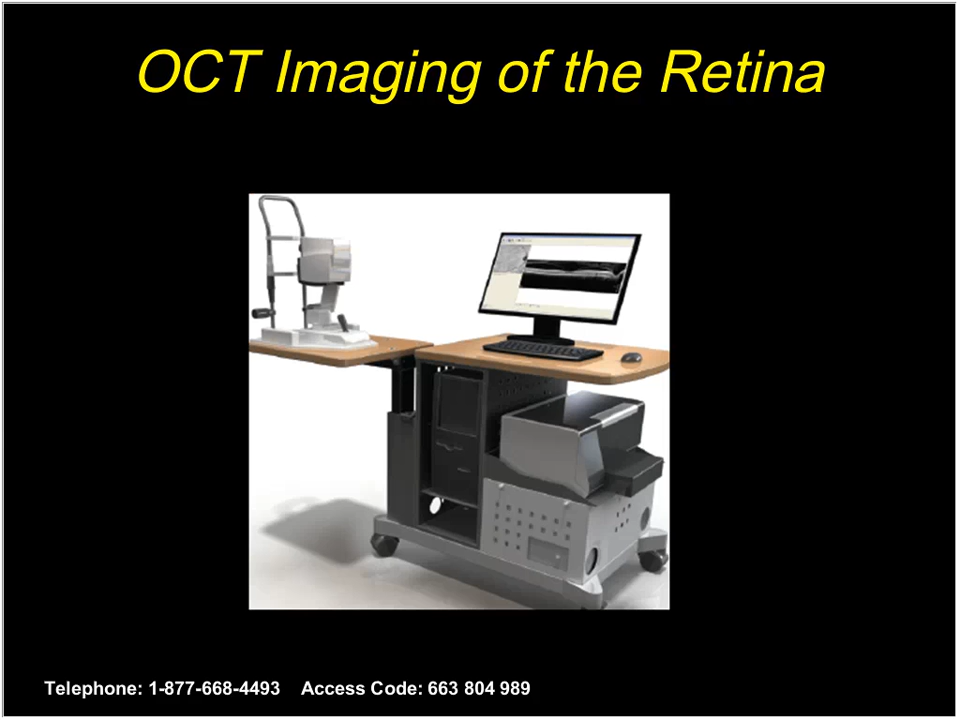 OCT Imaging of the Retina
Telephone: 1-877-668-4493 Access Code: 663 804 989